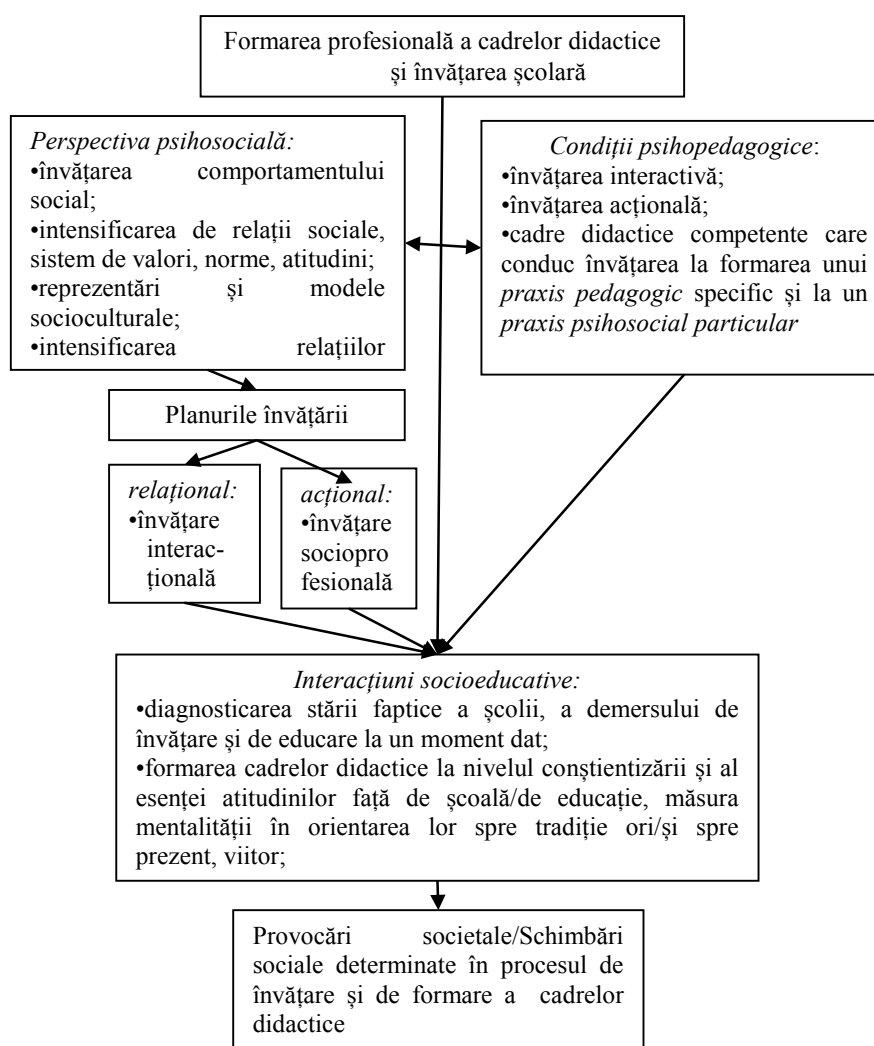 Formarea profesională a cadrelor didactice
și învățarea școlară
Perspectiva psihosocială:
•învățarea comportamentului
social;
•intensificarea de relații sociale,
sistem de valori, norme, atitudini;
•reprezentări și modele
socioculturale;
•intensificarea relațiilor
Condiții psihopedagogice:
•învățarea interactivă;
•învățarea acțională;
•cadre didactice competente care
conduc învățarea la formarea unui
praxis pedagogic specific și la un
praxis psihosocial particular
Planurile învățării
relațional:
•învățare
interac-
țională
acțional:
•învățare
sociopro
fesională
Interacțiuni socioeducative:
•diagnosticarea stării faptice a școlii, a demersului de
învățare și de educare la un moment dat;
•formarea cadrelor didactice la nivelul conștientizării și al
esenței atitudinilor față de școală/de educație, măsura
mentalității în orientarea lor spre tradiție ori/și spre
prezent, viitor;
Provocări societale/Schimbări
sociale determinate în procesul de
învățare și de formare a cadrelor
didactice